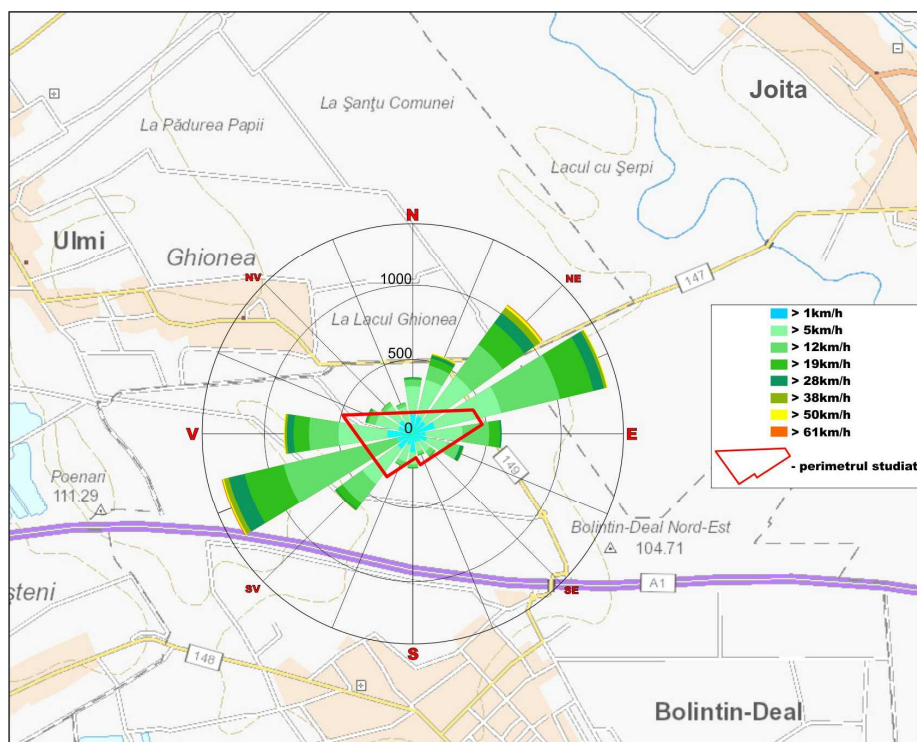 Joita
La Şanţu Comunei
La Pădurea Papii
Lacul cu Şerpi
N
Ulmi
Ghionea
NV
NE
1000
147
La Lacul Ghionea
> 1km/h
> 5km/h
> 12km/h
> 19km/h
> 28km/h
> 38km/h
> 50km/h
> 61km/h
- perimetrul studiat
500
0
V
E
149
Poenari
111.29
Bolintin-Deal Nord-Est
104.71
A1
şteni
SV
SE
148
S
Bolintin-Deal